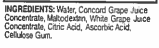 INGREDIENTS: Water, Concord Grape Juice
Concentrate, Maltodextrin, White Grape Juice
Concentrate, Citric Acid, Ascorbic Acid,
Cellulose Gum.